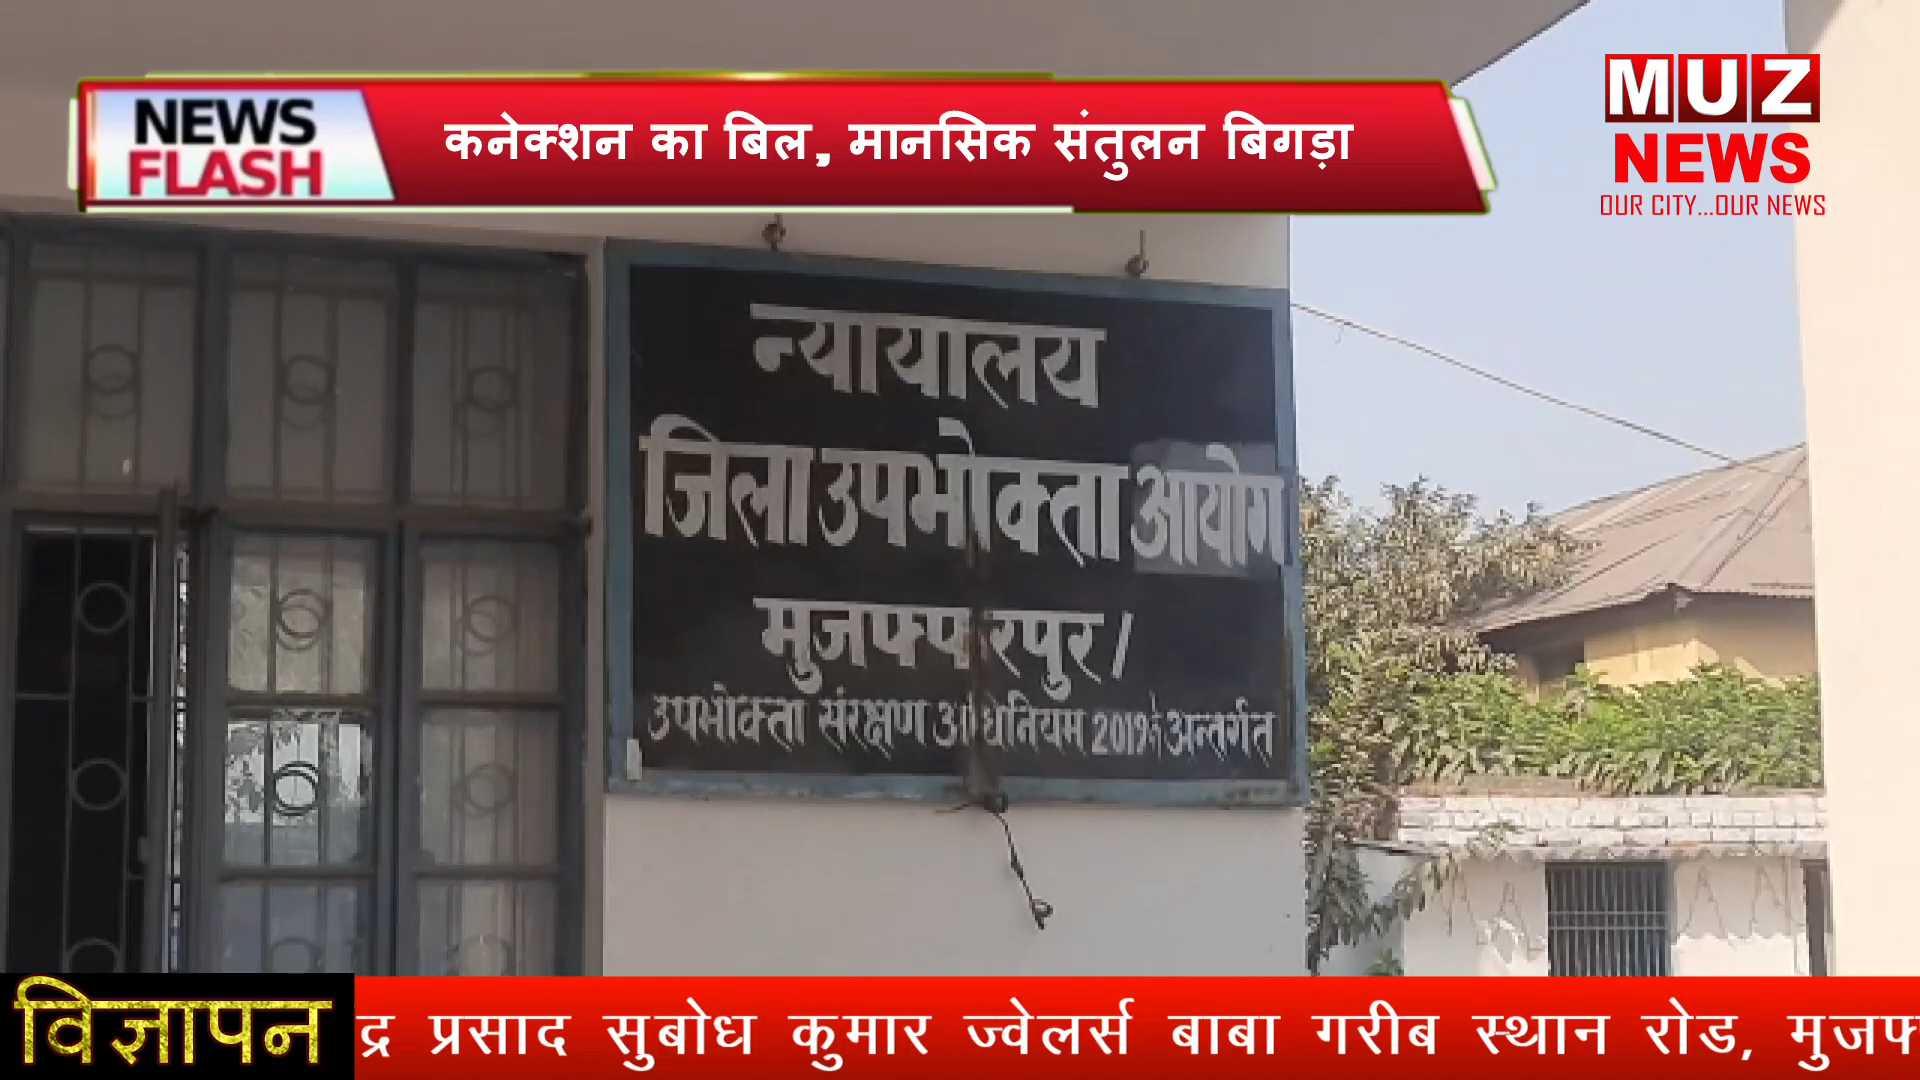 NEWS
FLASH
कनेक्शन का बिल, मानसिक संतुलन बिगड़ा
MUZ
NEWS
OUR CITY...OUR NEWS
न्यायालय
जिला उपभोक्ता आयोग
मुजफ्फरपुर/
उपभोक्ता संरक्षण अधिनियम 2019के अन्तर्गत
विज्ञापन
द्र प्रसाद सुबोध कुमार ज्वेलर्स बाबा गरीब स्थान रोड, मुजफ